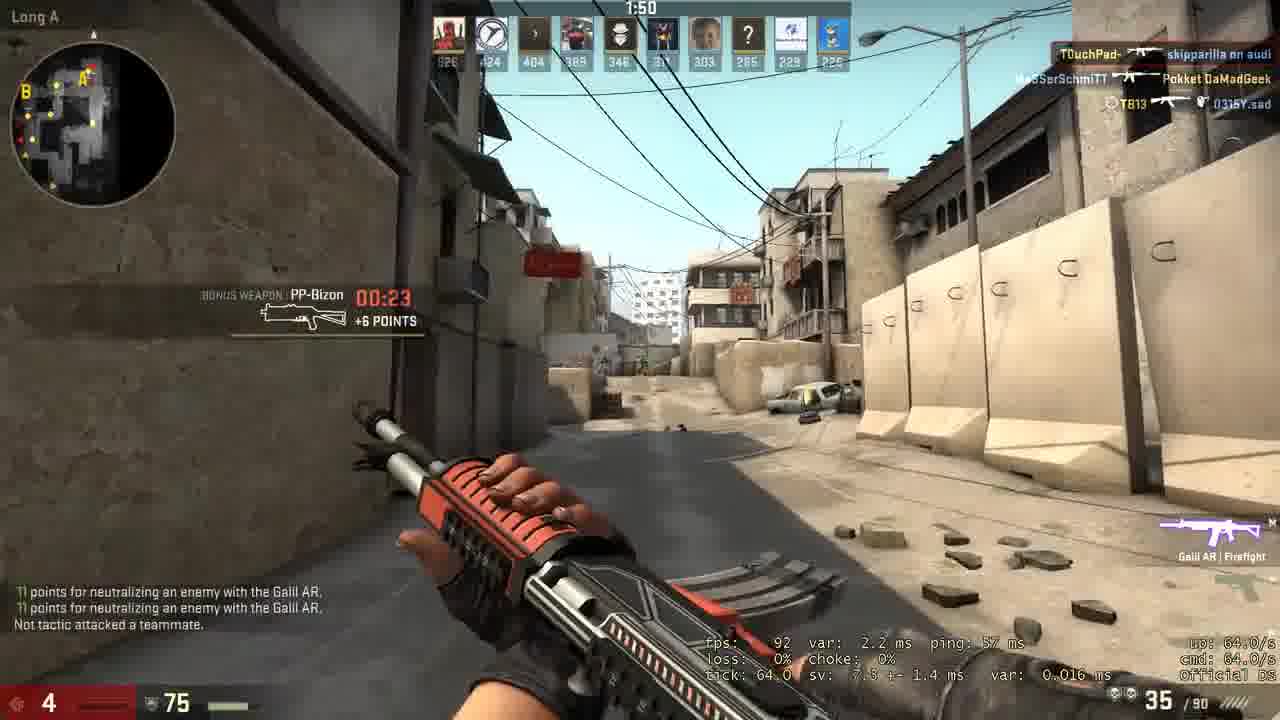 Long A
1:50
526 424 404 389 346 317 303 265 229 226
T0uchPad- skipparilla on audi
MeSSerSchmiTT Pokket DaMadGeek
TB13 0315Y.sad
A
B
BONUS WEAPON: PP-Bizon 00:23
+6 POINTS
?
Galil AR | Firefight
11 points for neutralizing an enemy with the Galil AR.
11 points for neutralizing an enemy with the Galil AR.
Not tactic attacked a teammate.
fps: 92 var: 2.2 ms ping: 57 ms
loss: 0% choke: 0%
tick: 64.0 sv: 7.5 +- 1.4 ms var: 0.016 ms
up: 64.0/s
cmd: 64.0/s
official DS
4 75
35 / 90